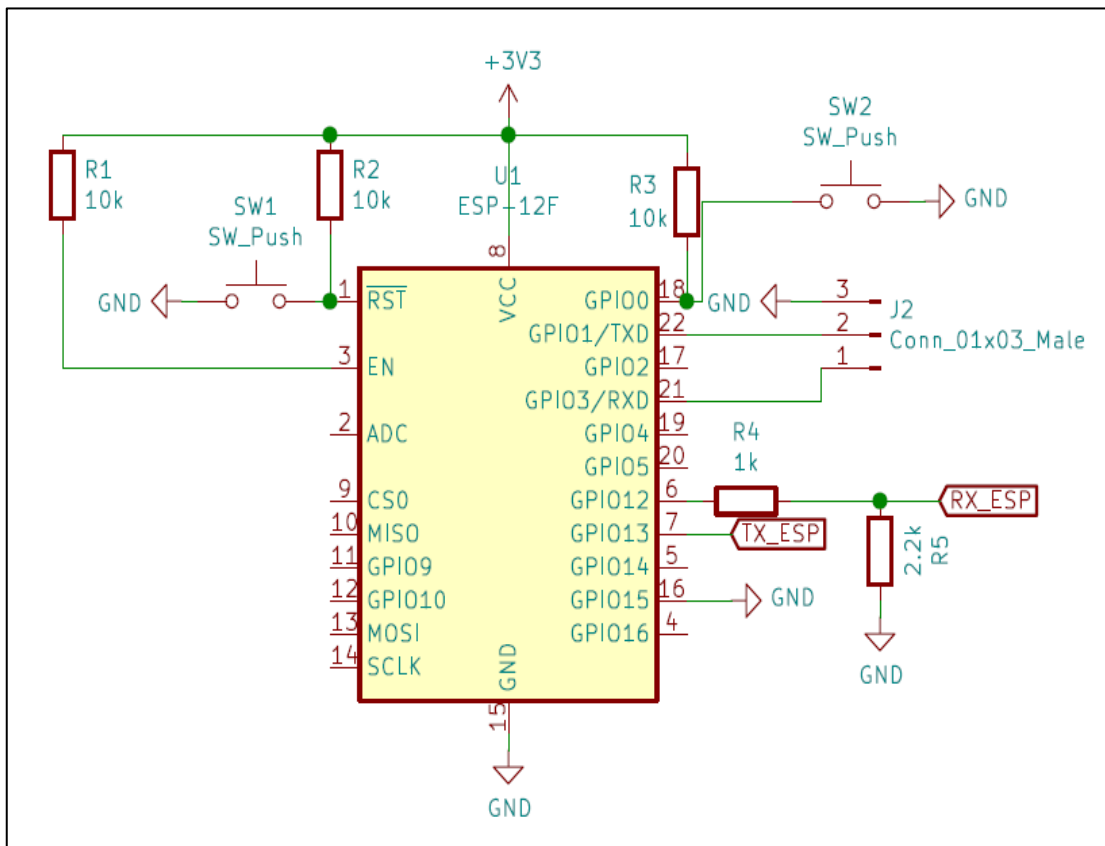 +3V3
SW2
SW_Push
R1
10k
R2
10k
U1
ESP-12F
R3
10k
GND
SW1
SW_Push
8
GND
1
RST
VCC
GPIO0
18
GND
3
J2
GPIO1/TXD
22
2
Conn_01x03_Male
3
EN
GPIO2
17
1
GPIO3/RXD
21
2
ADC
GPIO4
19
R4
1k
GPIO5
20
9
CS0
GPIO12
6
RX_ESP
10
MISO
GPIO13
7
TX_ESP
2.2k
R5
11
GPIO9
GPIO14
5
12
GPIO10
GPIO15
16
GND
13
MOSI
GPIO16
4
14
SCLK
GND
15
GND
GND